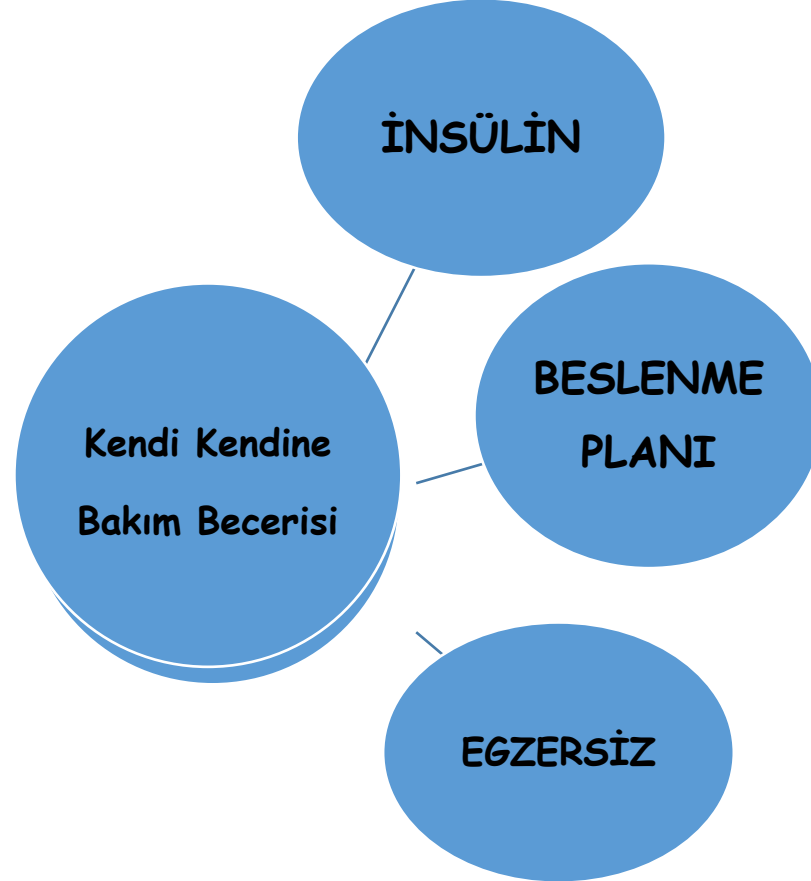 İNSÜLİN
BESLENME
PLANI
Kendi Kendine
Bakım Becerisi
EGZERSİZ